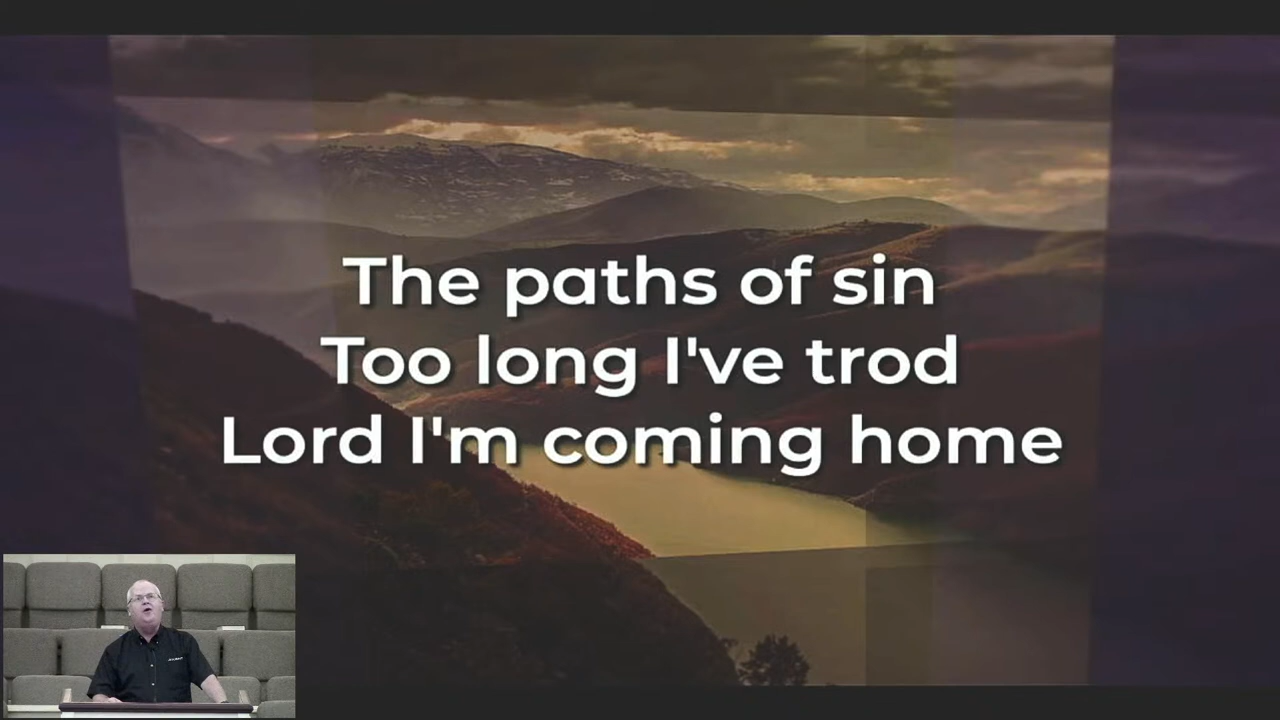 The paths of sin
Too long I've trod
Lord I'm coming home